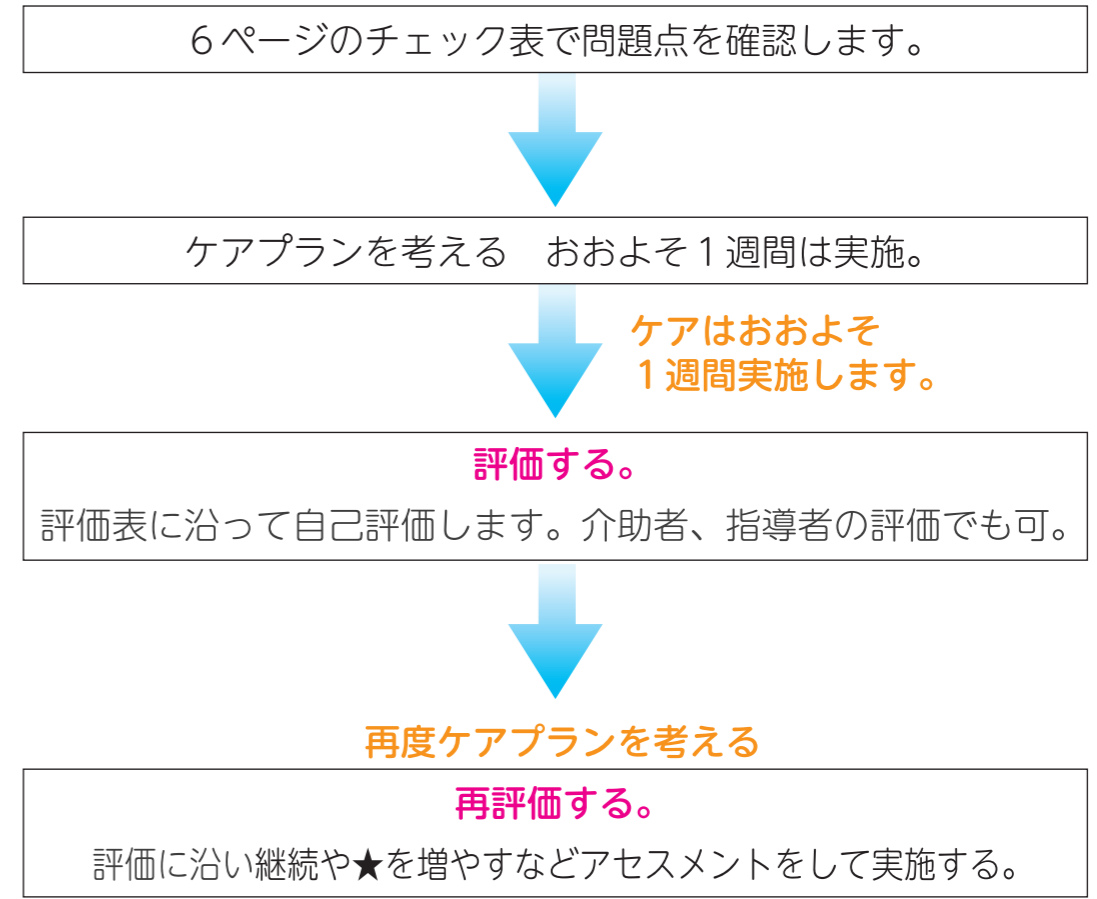 6ページのチェック表で問題点を確認します。
ケアプランを考える　おおよそ1週間は実施。
ケアはおおよそ
1週間実施します。
評価する。
評価表に沿って自己評価します。介助者、指導者の評価でも可。
再度ケアプランを考える
再評価する。
評価に沿い継続や★を増やすなどアセスメントをして実施する。